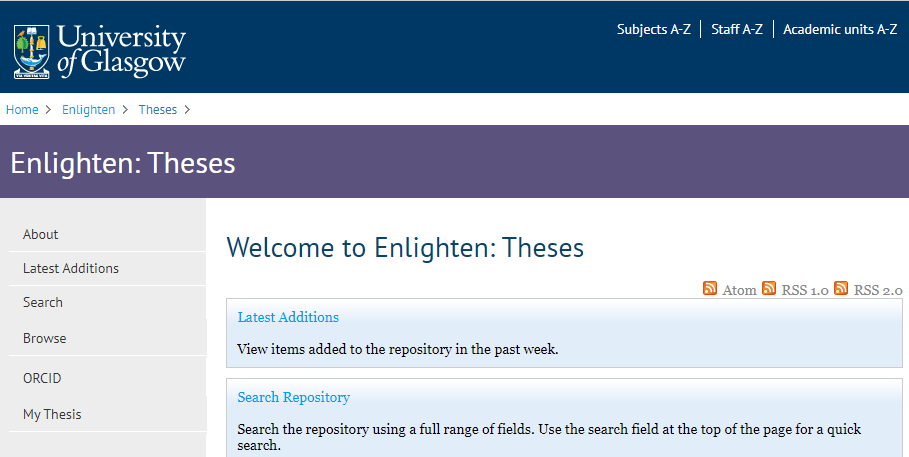 University
of Glasgow
VIA VERITAS VITA
Subjects A-Z
Staff A-Z
Academic units A-Z
Home
Enlighten
Theses
Enlighten: Theses
About
Latest Additions
Search
Browse
ORCID
My Thesis
Welcome to Enlighten: Theses
Atom RSS 1.0 RSS 2.0
Latest Additions
View items added to the repository in the past week.
Search Repository
Search the repository using a full range of fields. Use the search field at the top of the page for a quick
search.